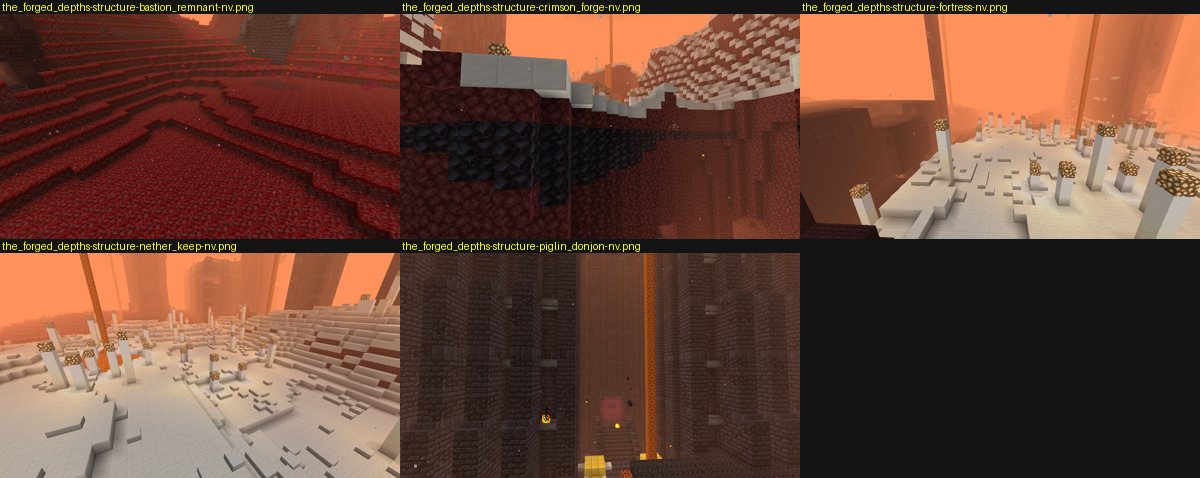 the_forged_depths-structure-bastion_remnant-nv.png
the_forged_depths-structure-crimson_forge-nv.png
the_forged_depths-structure-fortress-nv.png
the_forged_depths-structure-nether_keep-nv.png
the_forged_depths-structure-piglin_donjon-nv.png